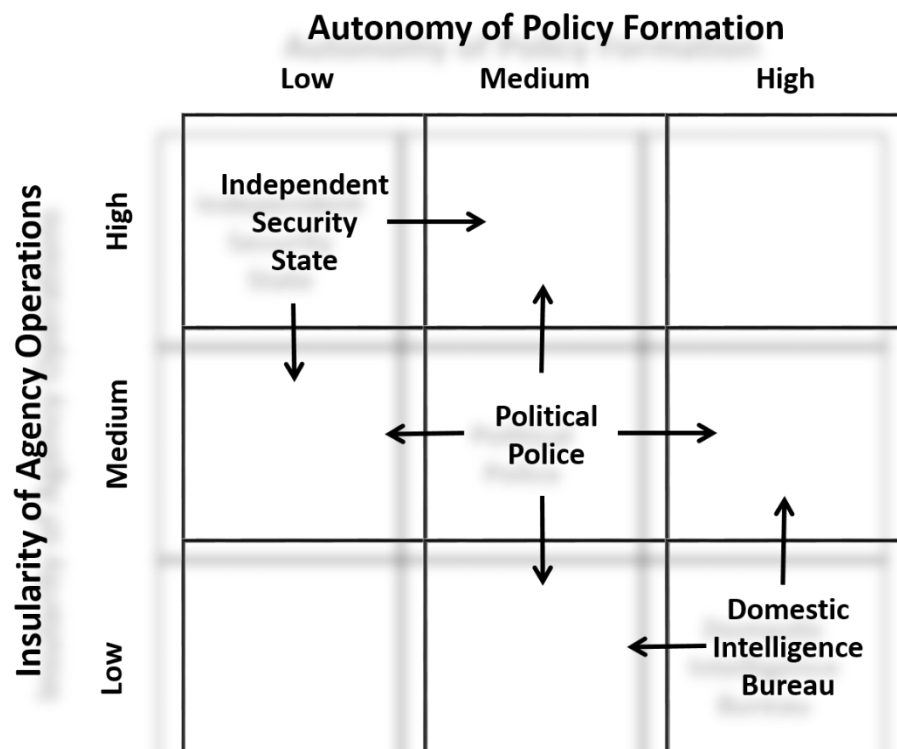 Autonomy of Policy Formation
Low
Medium
High
Insularity of Agency Operations
High
Independent
Security
State
Medium
Political
Police
Low
Domestic
Intelligence
Bureau